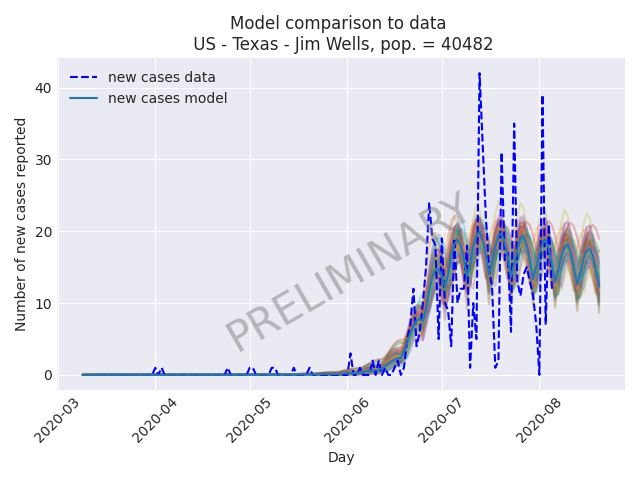 Model comparison to data
US - Texas - Jim Wells, pop. = 40482
new cases data
new cases model
Number of new cases reported
40
30
20
10
0
PRELIMINARY
2020-03
2020-04
2020-05
2020-06
2020-07
2020-08
Day